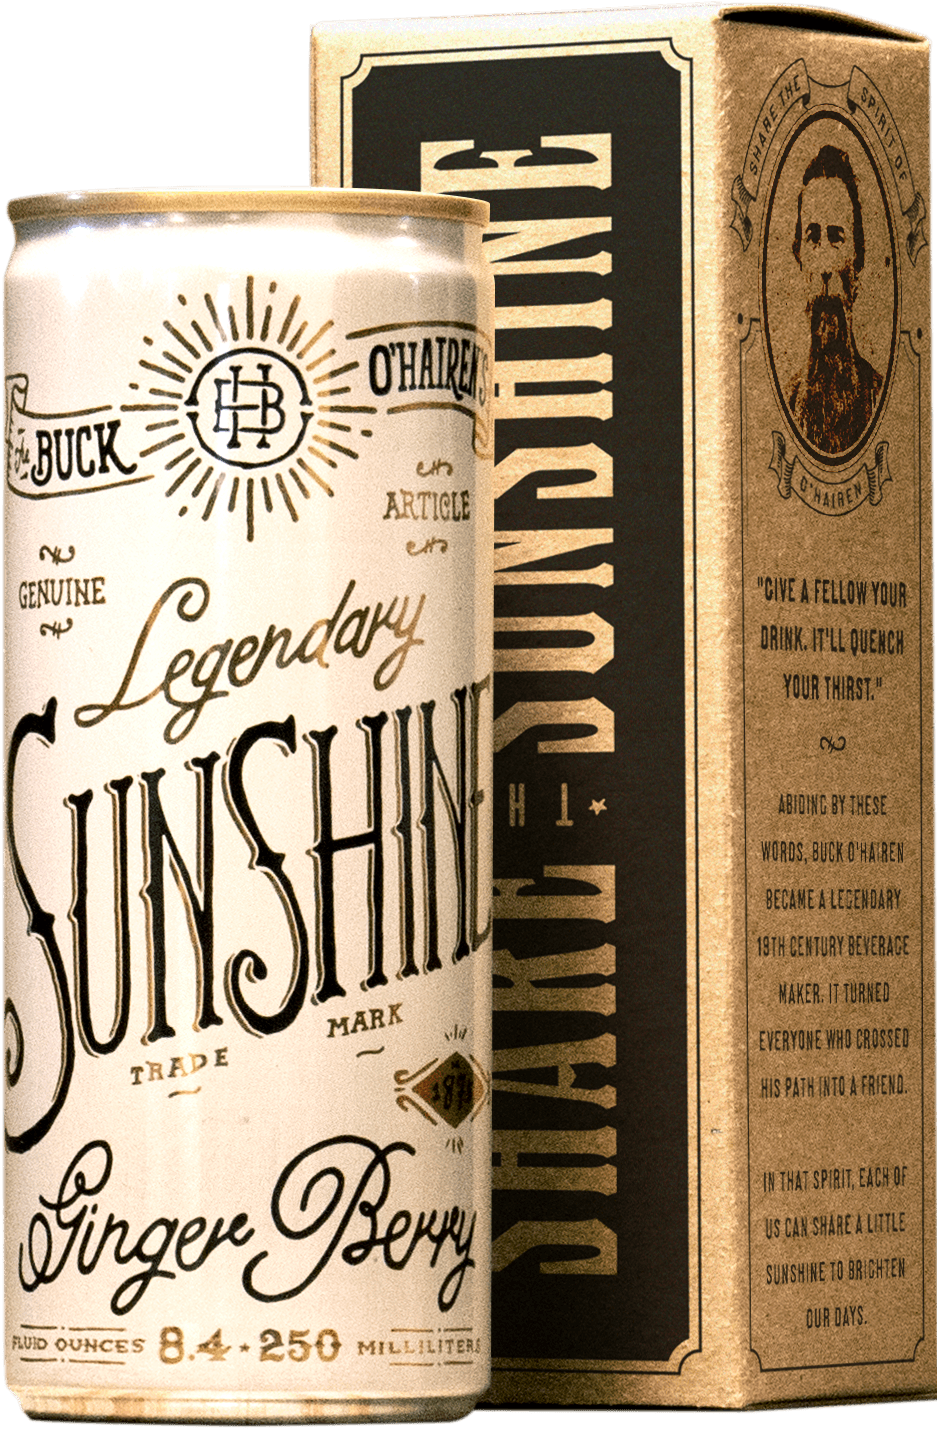 The BUCK
O'HAIREN'S
EHB
ARTICLE
GENUINE
Legendary
SUNSHINE
TRADE
MARK
Ginger Berry
FLUID OUNCES 8.4 ★ 250 MILLILITERS
SHARE
SUNSHINE
SHARE THE SPIRIT OF
O'HAIREN
"GIVE A FELLOW YOUR
DRINK. IT'LL QUENCH
YOUR THIRST."
ABIDING BY THESE
WORDS, BUCK O'HAIREN
BECAME A LEGENDARY
19TH CENTURY BEVERAGE
MAKER. IT TURNED
EVERYONE WHO CROSSED
HIS PATH INTO A FRIEND.
IN THAT SPIRIT, EACH OF
US CAN SHARE A LITTLE
SUNSHINE TO BRIGHTEN
OUR DAYS.